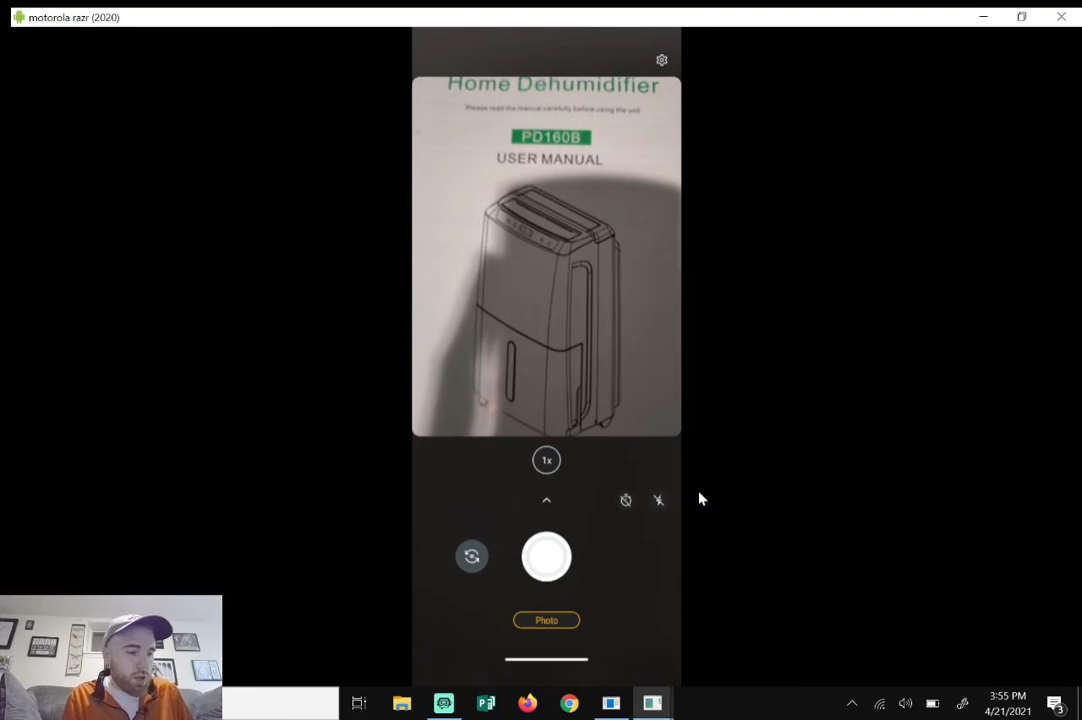 motorola razr (2020)
Home Dehumidifier
Please read the manual carefully before using the unit
PD160B
USER MANUAL
1x
Photo
3:55 PM
4/21/2021
3